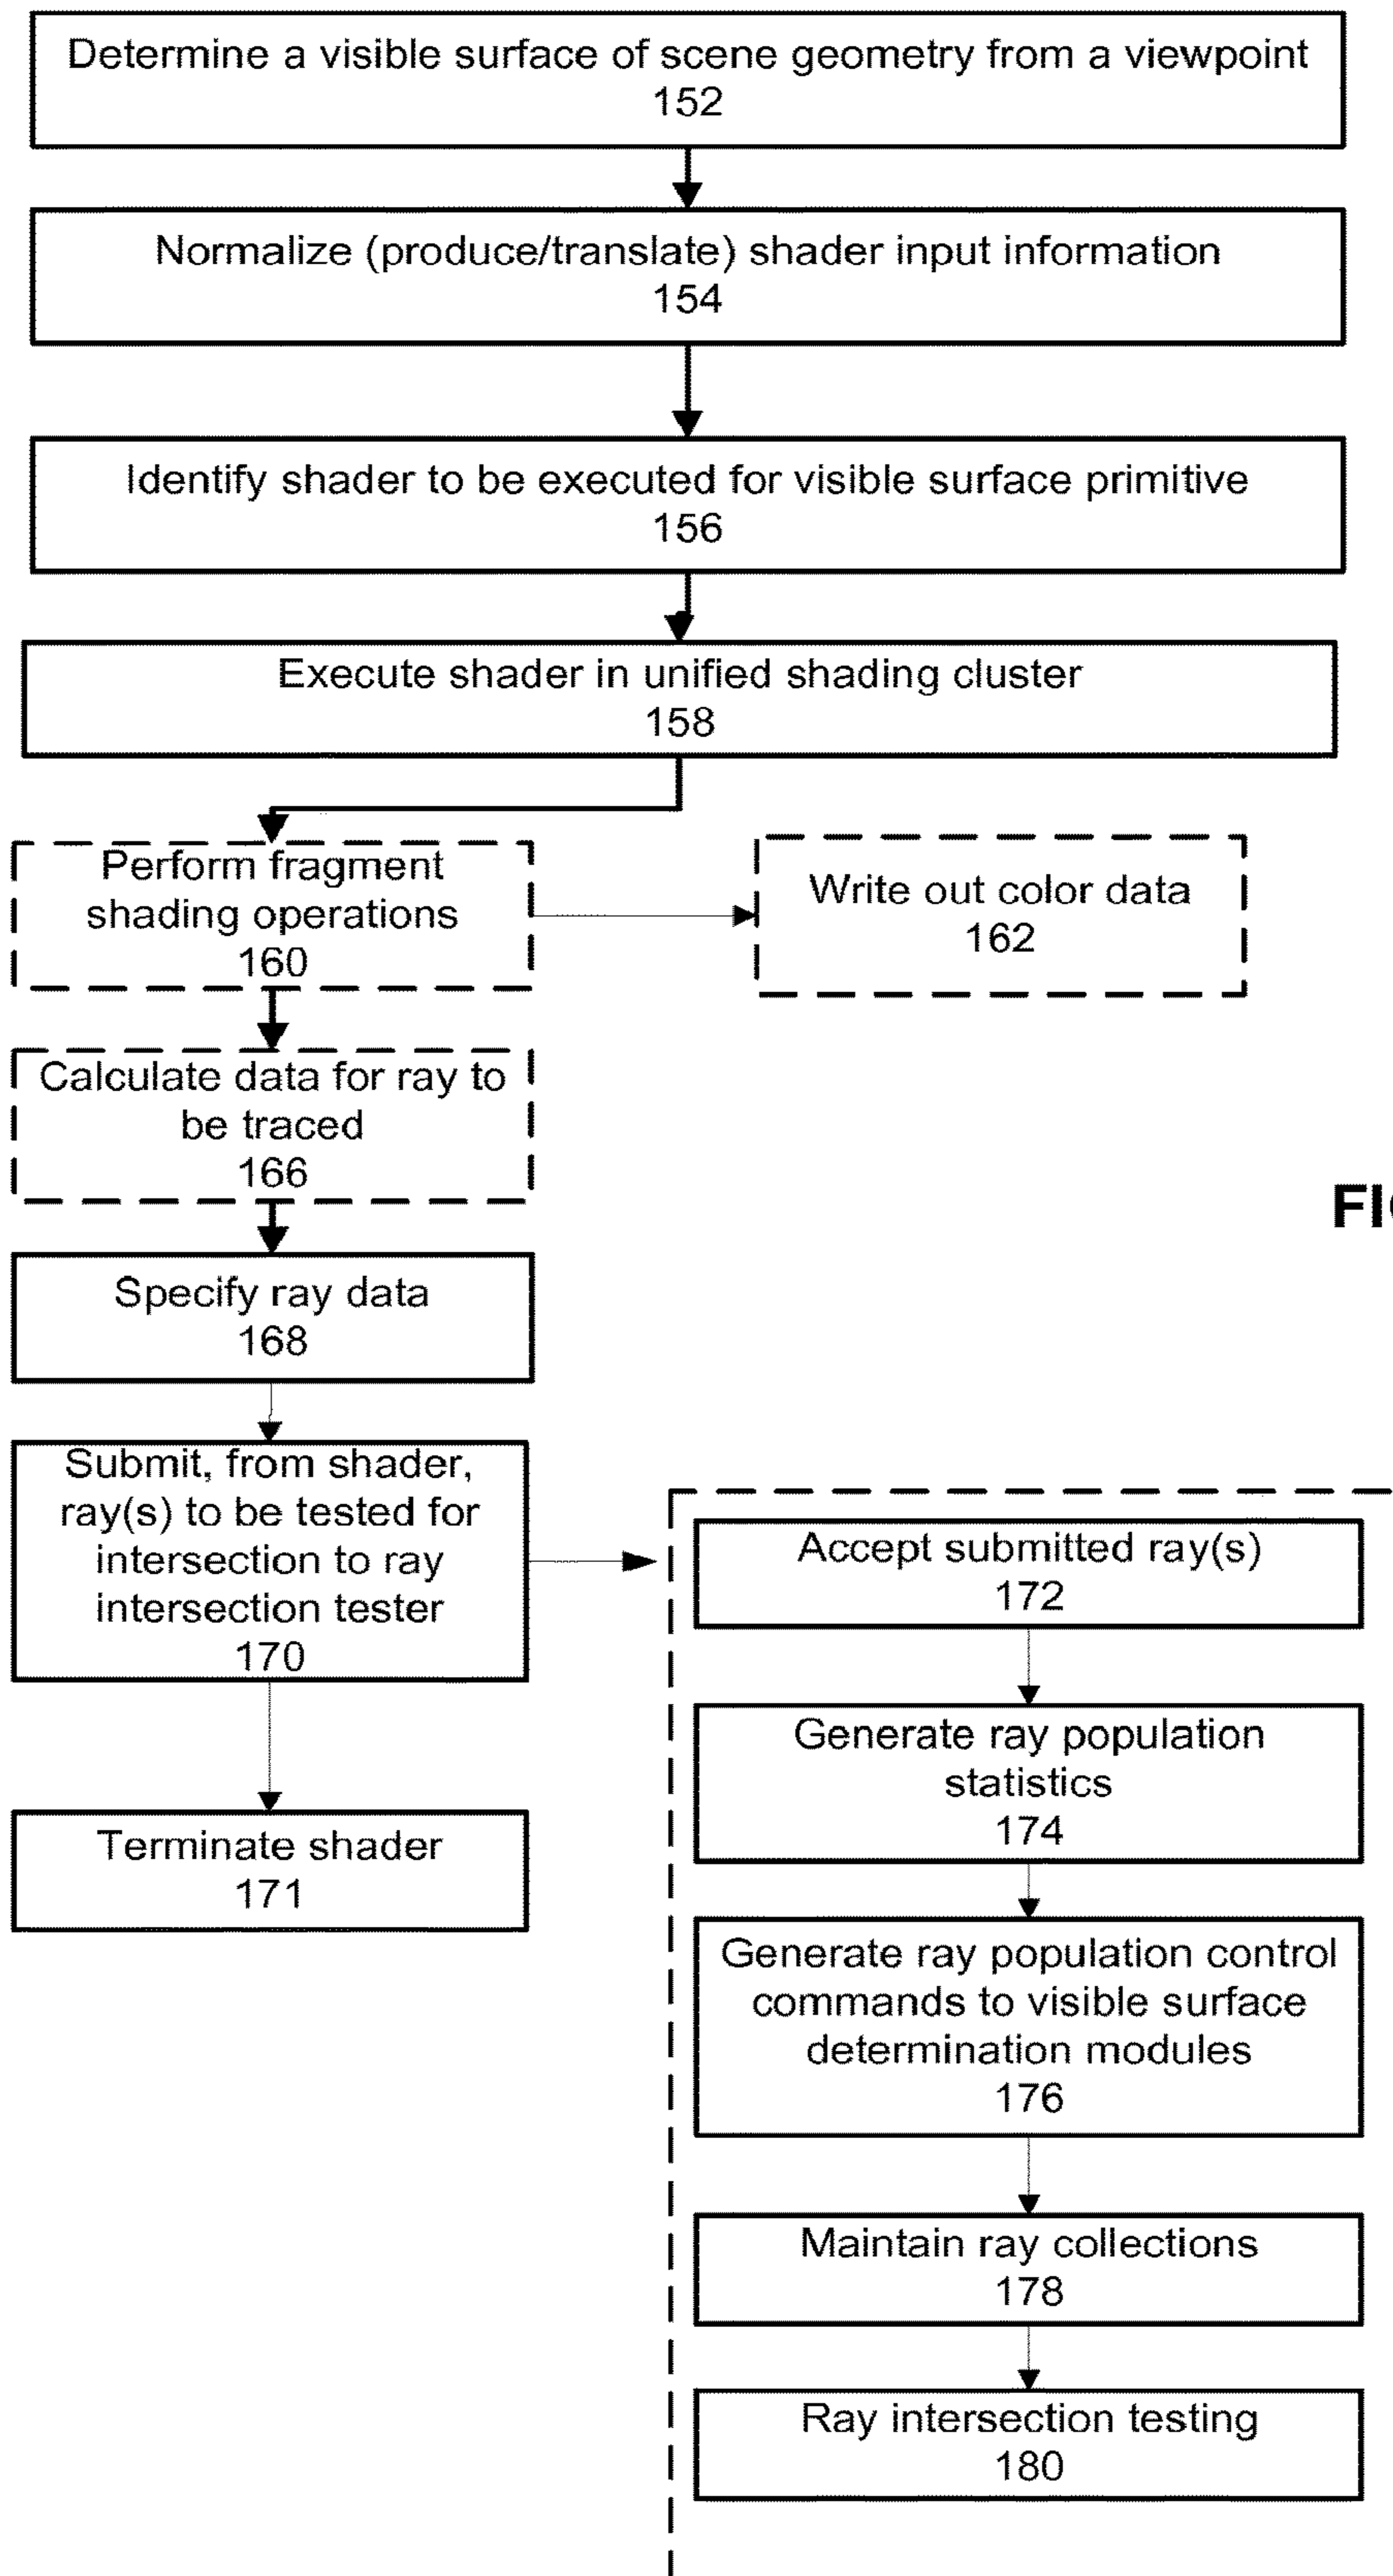 Determine a visible surface of scene geometry from a viewpoint
152
Normalize (produce/translate) shader input information
154
Identify shader to be executed for visible surface primitive
156
Execute shader in unified shading cluster
158
Perform fragment
shading operations
160
Write out color data
162
Calculate data for ray to
be traced
166
FI
Specify ray data
168
Submit, from shader,
ray(s) to be tested for
intersection to ray
intersection tester
170
Terminate shader
171
Accept submitted ray(s)
172
Generate ray population
statistics
174
Generate ray population control
commands to visible surface
determination modules
176
Maintain ray collections
178
Ray intersection testing
180